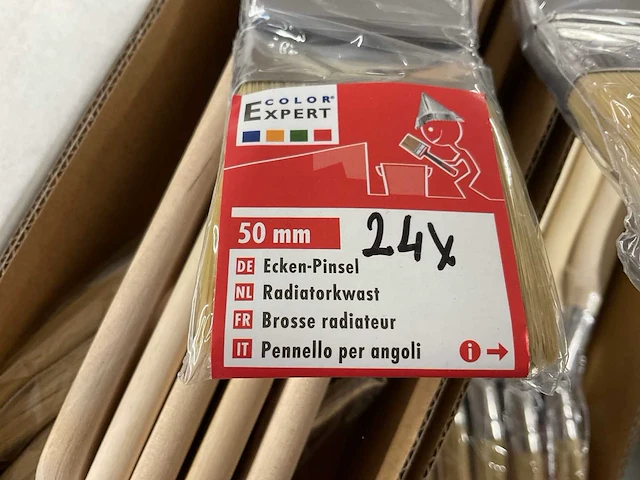 COLOR®
EXPERT
50 mm
24x
DE Ecken-Pinsel
NL Radiatorkwast
FR Brosse radiateur
IT Pennello per angoli
i